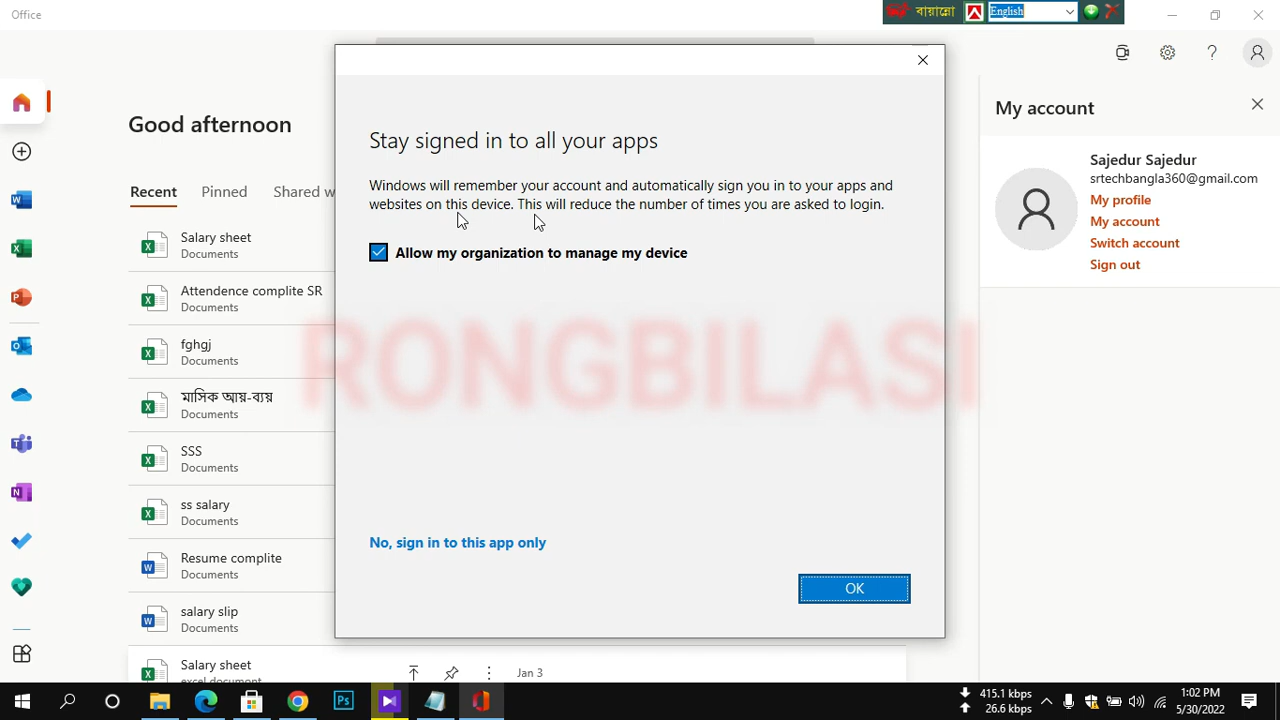 Office
বায়ান্নো
English
Good afternoon
Recent
Pinned
Shared w
Salary sheet
Documents
Attendence complite SR
Documents
fghgj
Documents
মাসিক আয়-ব্যয়
Documents
SSS
Documents
ss salary
Documents
Resume complite
Documents
salary slip
Documents
Salary sheet
excel document
Jan 3
Stay signed in to all your apps
Windows will remember your account and automatically sign you in to your apps and
websites on this device. This will reduce the number of times you are asked to login.
Allow my organization to manage my device
RONGBILASI
No, sign in to this app only
OK
My account
Sajedur Sajedur
srtechbangla360@gmail.com
My profile
My account
Switch account
Sign out
Ps
415.1 kbps
26.6 kbps
1:02 PM
5/30/2022